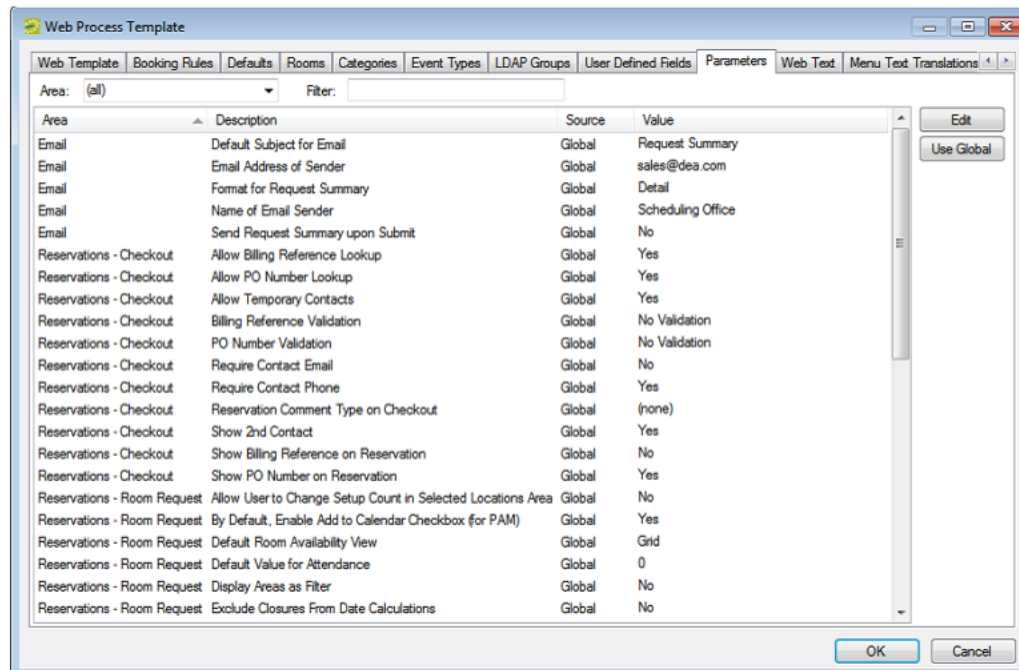 Web Process Template
Web Template Booking Rules Defaults Rooms Categories Event Types LDAP Groups User Defined Fields Parameters Web Text Menu Text Translations
Area: (all) Filter:
Area Description Source Value
Edit
Use Global
Email Default Subject for Email Global Request Summary
Email Email Address of Sender Global sales@dea.com
Email Format for Request Summary Global Detail
Email Name of Email Sender Global Scheduling Office
Email Send Request Summary upon Submit Global No
Reservations - Checkout Allow Billing Reference Lookup Global Yes
Reservations - Checkout Allow PO Number Lookup Global Yes
Reservations - Checkout Allow Temporary Contacts Global Yes
Reservations - Checkout Billing Reference Validation Global No Validation
Reservations - Checkout PO Number Validation Global No Validation
Reservations - Checkout Require Contact Email Global No
Reservations - Checkout Require Contact Phone Global Yes
Reservations - Checkout Reservation Comment Type on Checkout Global (none)
Reservations - Checkout Show 2nd Contact Global Yes
Reservations - Checkout Show Billing Reference on Reservation Global No
Reservations - Checkout Show PO Number on Reservation Global Yes
Reservations - Room Request Allow User to Change Setup Count in Selected Locations Area Global No
Reservations - Room Request By Default, Enable Add to Calendar Checkbox (for PAM) Global Yes
Reservations - Room Request Default Room Availability View Global Grid
Reservations - Room Request Default Value for Attendance Global 0
Reservations - Room Request Display Areas as Filter Global No
Reservations - Room Request Exclude Closures From Date Calculations Global No
OK Cancel